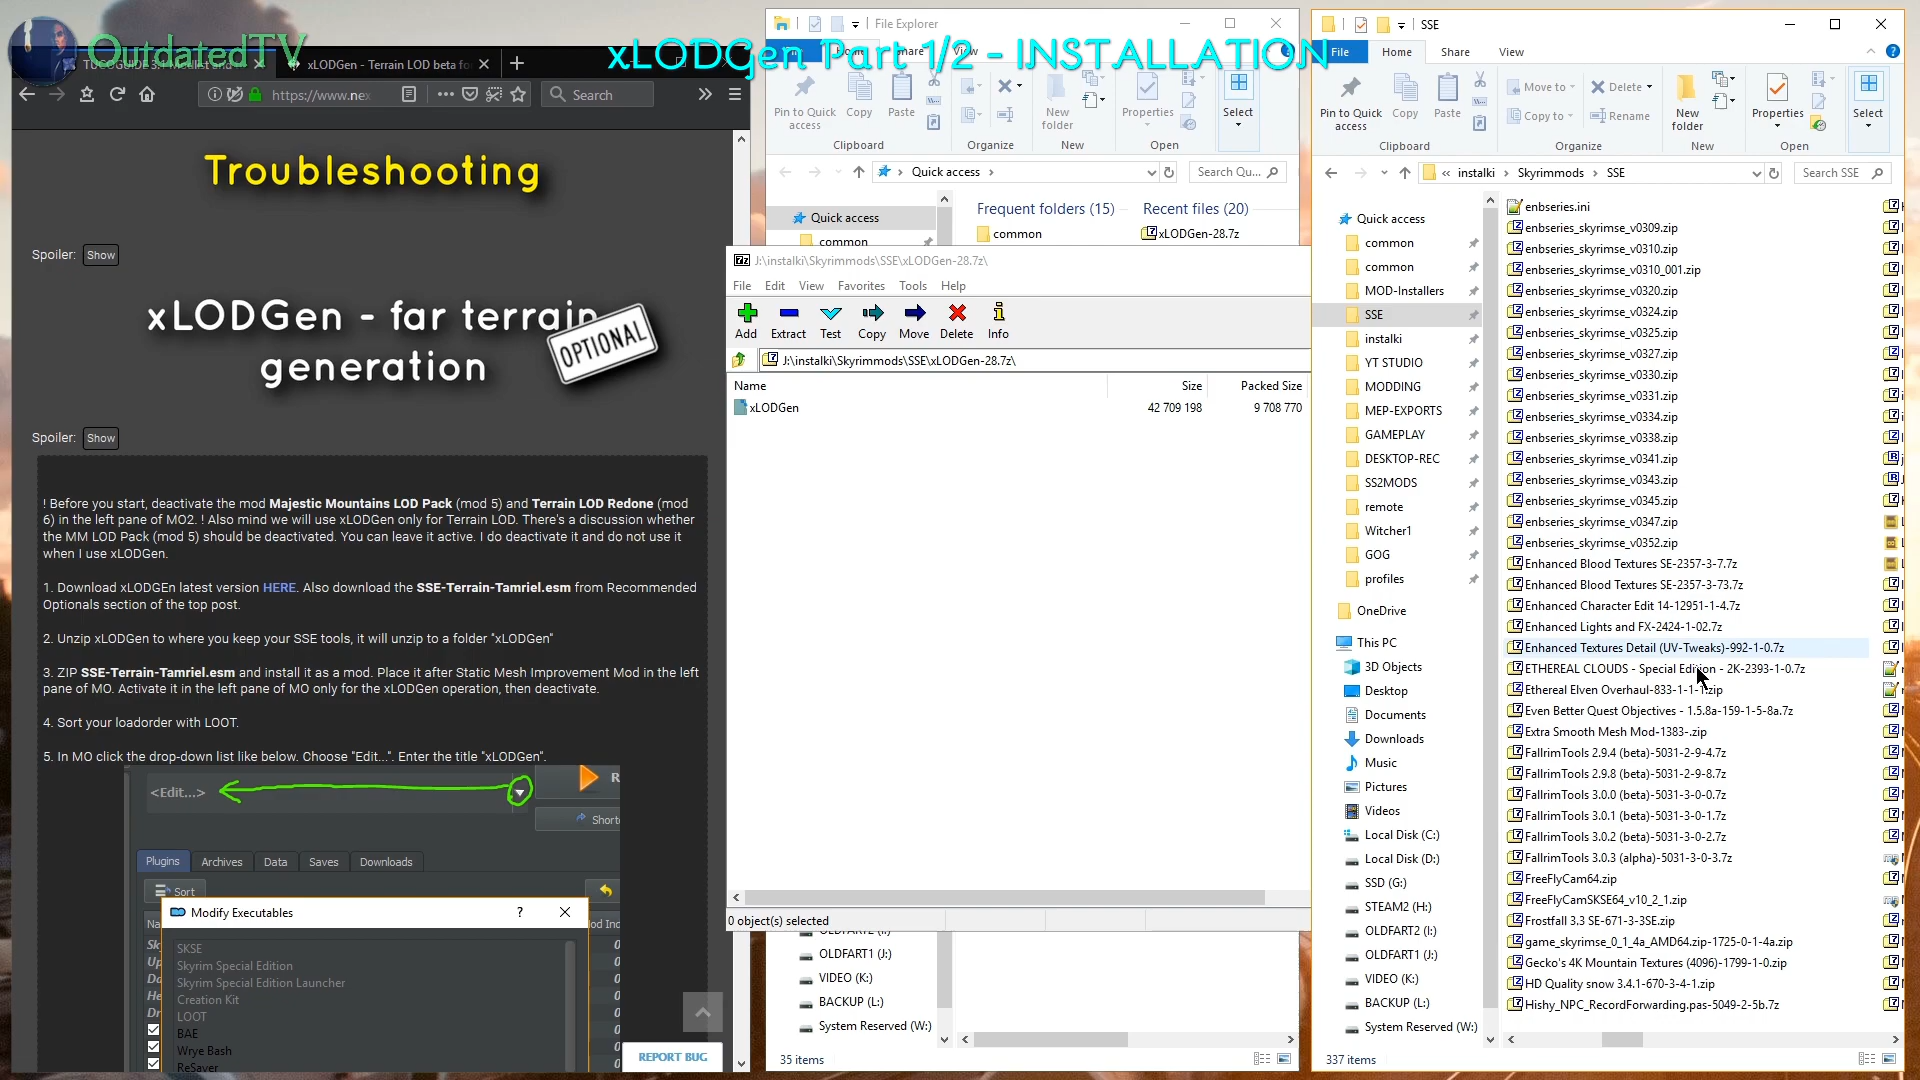 OutdatedTV
xLODGen Part 1/2 - INSTALLATION
xLODGen - Terrain LOD beta fo
https://www.nex
Search
Troubleshooting
Spoiler: Show
xLODGen - far terrain
generation
OPTIONAL
Spoiler: Show
! Before you start, deactivate the mod Majestic Mountains LOD Pack (mod 5) and Terrain LOD Redone (mod
6) in the left pane of MO2. ! Also mind we will use xLODGen only for Terrain LOD. There's a discussion whether
the MM LOD Pack (mod 5) should be deactivated. You can leave it active. I do deactivate it and do not use it
when I use xLODGen.
1. Download xLODGEn latest version HERE. Also download the SSE-Terrain-Tamriel.esm from Recommended
Optionals section of the top post.
2. Unzip xLODGen to where you keep your SSE tools, it will unzip to a folder "xLODGen"
3. ZIP SSE-Terrain-Tamriel.esm and install it as a mod. Place it after Static Mesh Improvement Mod in the left
pane of MO. Activate it in the left pane of MO only for the xLODGen operation, then deactivate.
4. Sort your loadorder with LOOT.
5. In MO click the drop-down list like below. Choose "Edit...". Enter the title "xLODGen".
<Edit...>
R
Short
Plugins Archives Data Saves Downloads
Sort
Modify Executables
?
SKSE
Skyrim Special Edition
Skyrim Special Edition Launcher
Creation Kit
LOOT
BAE
Wrye Bash
ReSaver
REPORT BUG
File Explorer
Pin to Quick access
Copy
Paste
New folder
Properties
Select
Clipboard
Organize
New
Open
Quick access
Search Qu...
Quick access
common
Frequent folders (15)
common
Recent files (20)
xLODGen-28.7z
J:\instalki\Skyrimmods\SSE\xLODGen-28.7z\
File Edit View Favorites Tools Help
Add Extract Test Copy Move Delete Info
J:\instalki\Skyrimmods\SSE\xLODGen-28.7z\
Name Size Packed Size
xLODGen 42 709 198 9 708 770
0 object(s) selected
OLDFART1 (J:)
VIDEO (K:)
BACKUP (L:)
System Reserved (W:)
35 items
SSE
File Home Share View
Pin to Quick access
Copy
Paste
Move to
Copy to
Delete
Rename
New folder
Properties
Select
Clipboard
Organize
New
Open
« instalki > Skyrimmods > SSE
Search SSE
Quick access
common
common
MOD-Installers
SSE
instalki
YT STUDIO
MODDING
MEP-EXPORTS
GAMEPLAY
DESKTOP-REC
SS2MODS
remote
Witcher1
GOG
profiles
OneDrive
This PC
3D Objects
Desktop
Documents
Downloads
Music
Pictures
Videos
Local Disk (C:)
Local Disk (D:)
SSD (G:)
STEAM2 (H:)
OLDFART2 (I:)
OLDFART1 (J:)
VIDEO (K:)
BACKUP (L:)
System Reserved (W:)
enbseries.ini
enbseries_skyrimse_v0309.zip
enbseries_skyrimse_v0310.zip
enbseries_skyrimse_v0310_001.zip
enbseries_skyrimse_v0320.zip
enbseries_skyrimse_v0324.zip
enbseries_skyrimse_v0325.zip
enbseries_skyrimse_v0327.zip
enbseries_skyrimse_v0330.zip
enbseries_skyrimse_v0331.zip
enbseries_skyrimse_v0334.zip
enbseries_skyrimse_v0338.zip
enbseries_skyrimse_v0341.zip
enbseries_skyrimse_v0343.zip
enbseries_skyrimse_v0345.zip
enbseries_skyrimse_v0347.zip
enbseries_skyrimse_v0352.zip
Enhanced Blood Textures SE-2357-3-7.7z
Enhanced Blood Textures SE-2357-3-73.7z
Enhanced Character Edit 14-12951-1-4.7z
Enhanced Lights and FX-2424-1-02.7z
Enhanced Textures Detail (UV-Tweaks)-992-1-0.7z
ETHEREAL CLOUDS - Special Edition - 2K-2393-1-0.7z
Ethereal Elven Overhaul-833-1-1-1.zip
Even Better Quest Objectives - 1.5.8a-159-1-5-8a.7z
Extra Smooth Mesh Mod-1383-.zip
FallrimTools 2.9.4 (beta)-5031-2-9-4.7z
FallrimTools 2.9.8 (beta)-5031-2-9-8.7z
FallrimTools 3.0.0 (beta)-5031-3-0-0.7z
FallrimTools 3.0.1 (beta)-5031-3-0-1.7z
FallrimTools 3.0.2 (beta)-5031-3-0-2.7z
FallrimTools 3.0.3 (alpha)-5031-3-0-3.7z
FreeFlyCam64.zip
FreeFlyCamSKSE64_v10_2_1.zip
Frostfall 3.3 SE-671-3-3SE.zip
game_skyrimse_0_1_4a_AMD64.zip-1725-0-1-4a.zip
Gecko's 4K Mountain Textures (4096)-1799-1-0.zip
HD Quality snow 3.4.1-670-3-4-1.zip
Hishy_NPC_RecordForwarding.pas-5049-2-5b.7z
337 items